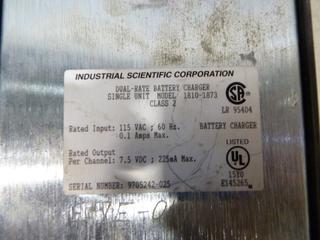 INDUSTRIAL SCIENTIFIC CORPORATION
DUAL-RATE BATTERY CHARGER
SINGLE UNIT MODEL 1810-1873
CLASS 2
LR 95404
Rated Input: 115 VAC ; 60 Hz.
0.1 Amps Max.
BATTERY CHARGER
LISTED
Rated Output
Per Channel: 7.5 VDC ; 225mA Max.
UL
15Y0
E145265
SERIAL NUMBER: 9705242-025